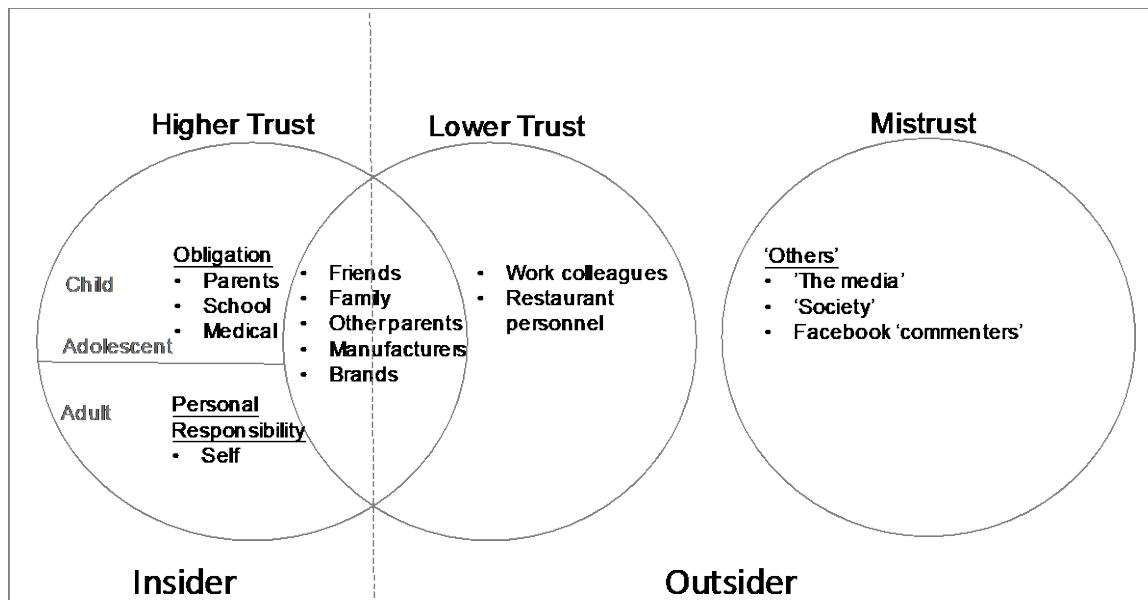 Higher Trust
Lower Trust
Mistrust
Child
Adolescent
Obligation
• Parents
• School
• Medical
Adult
Personal
Responsibility
• Self
• Friends
• Family
• Other parents
• Manufacturers
• Brands
• Work colleagues
• Restaurant
personnel
‘Others’
• ’The media’
• ‘Society’
• Facebook ‘commenters’
Insider
Outsider